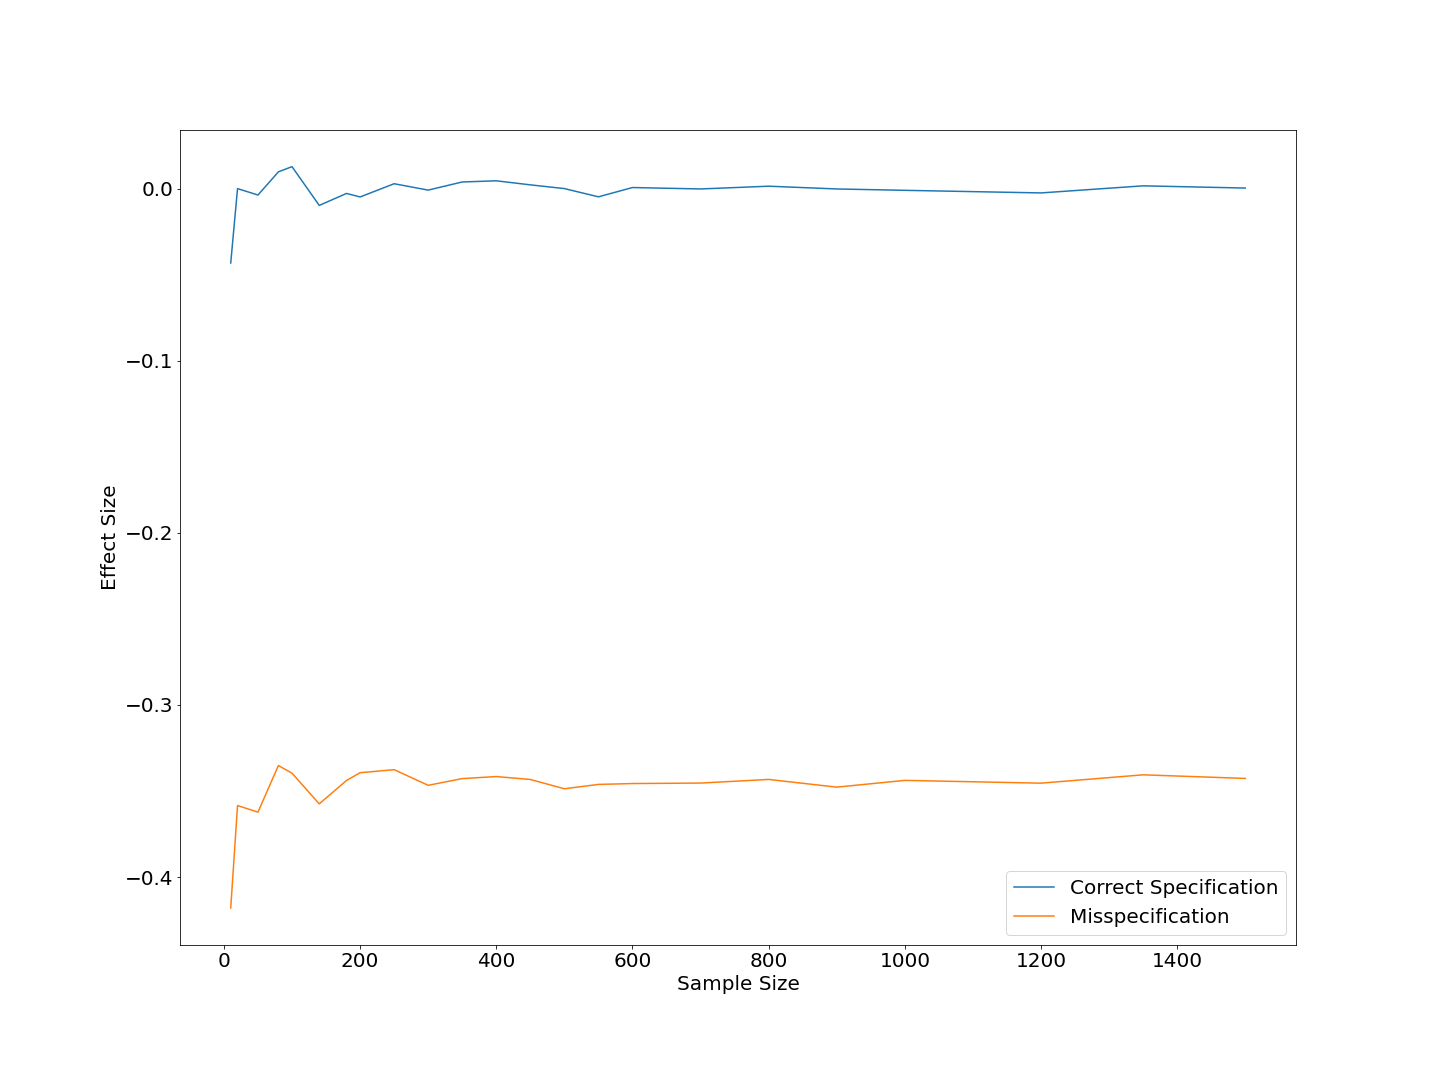 0.0
−0.1
−0.2
−0.3
−0.4
Effect Size
0 200 400 600 800 1000 1200 1400
Sample Size
Correct Specification
Misspecification